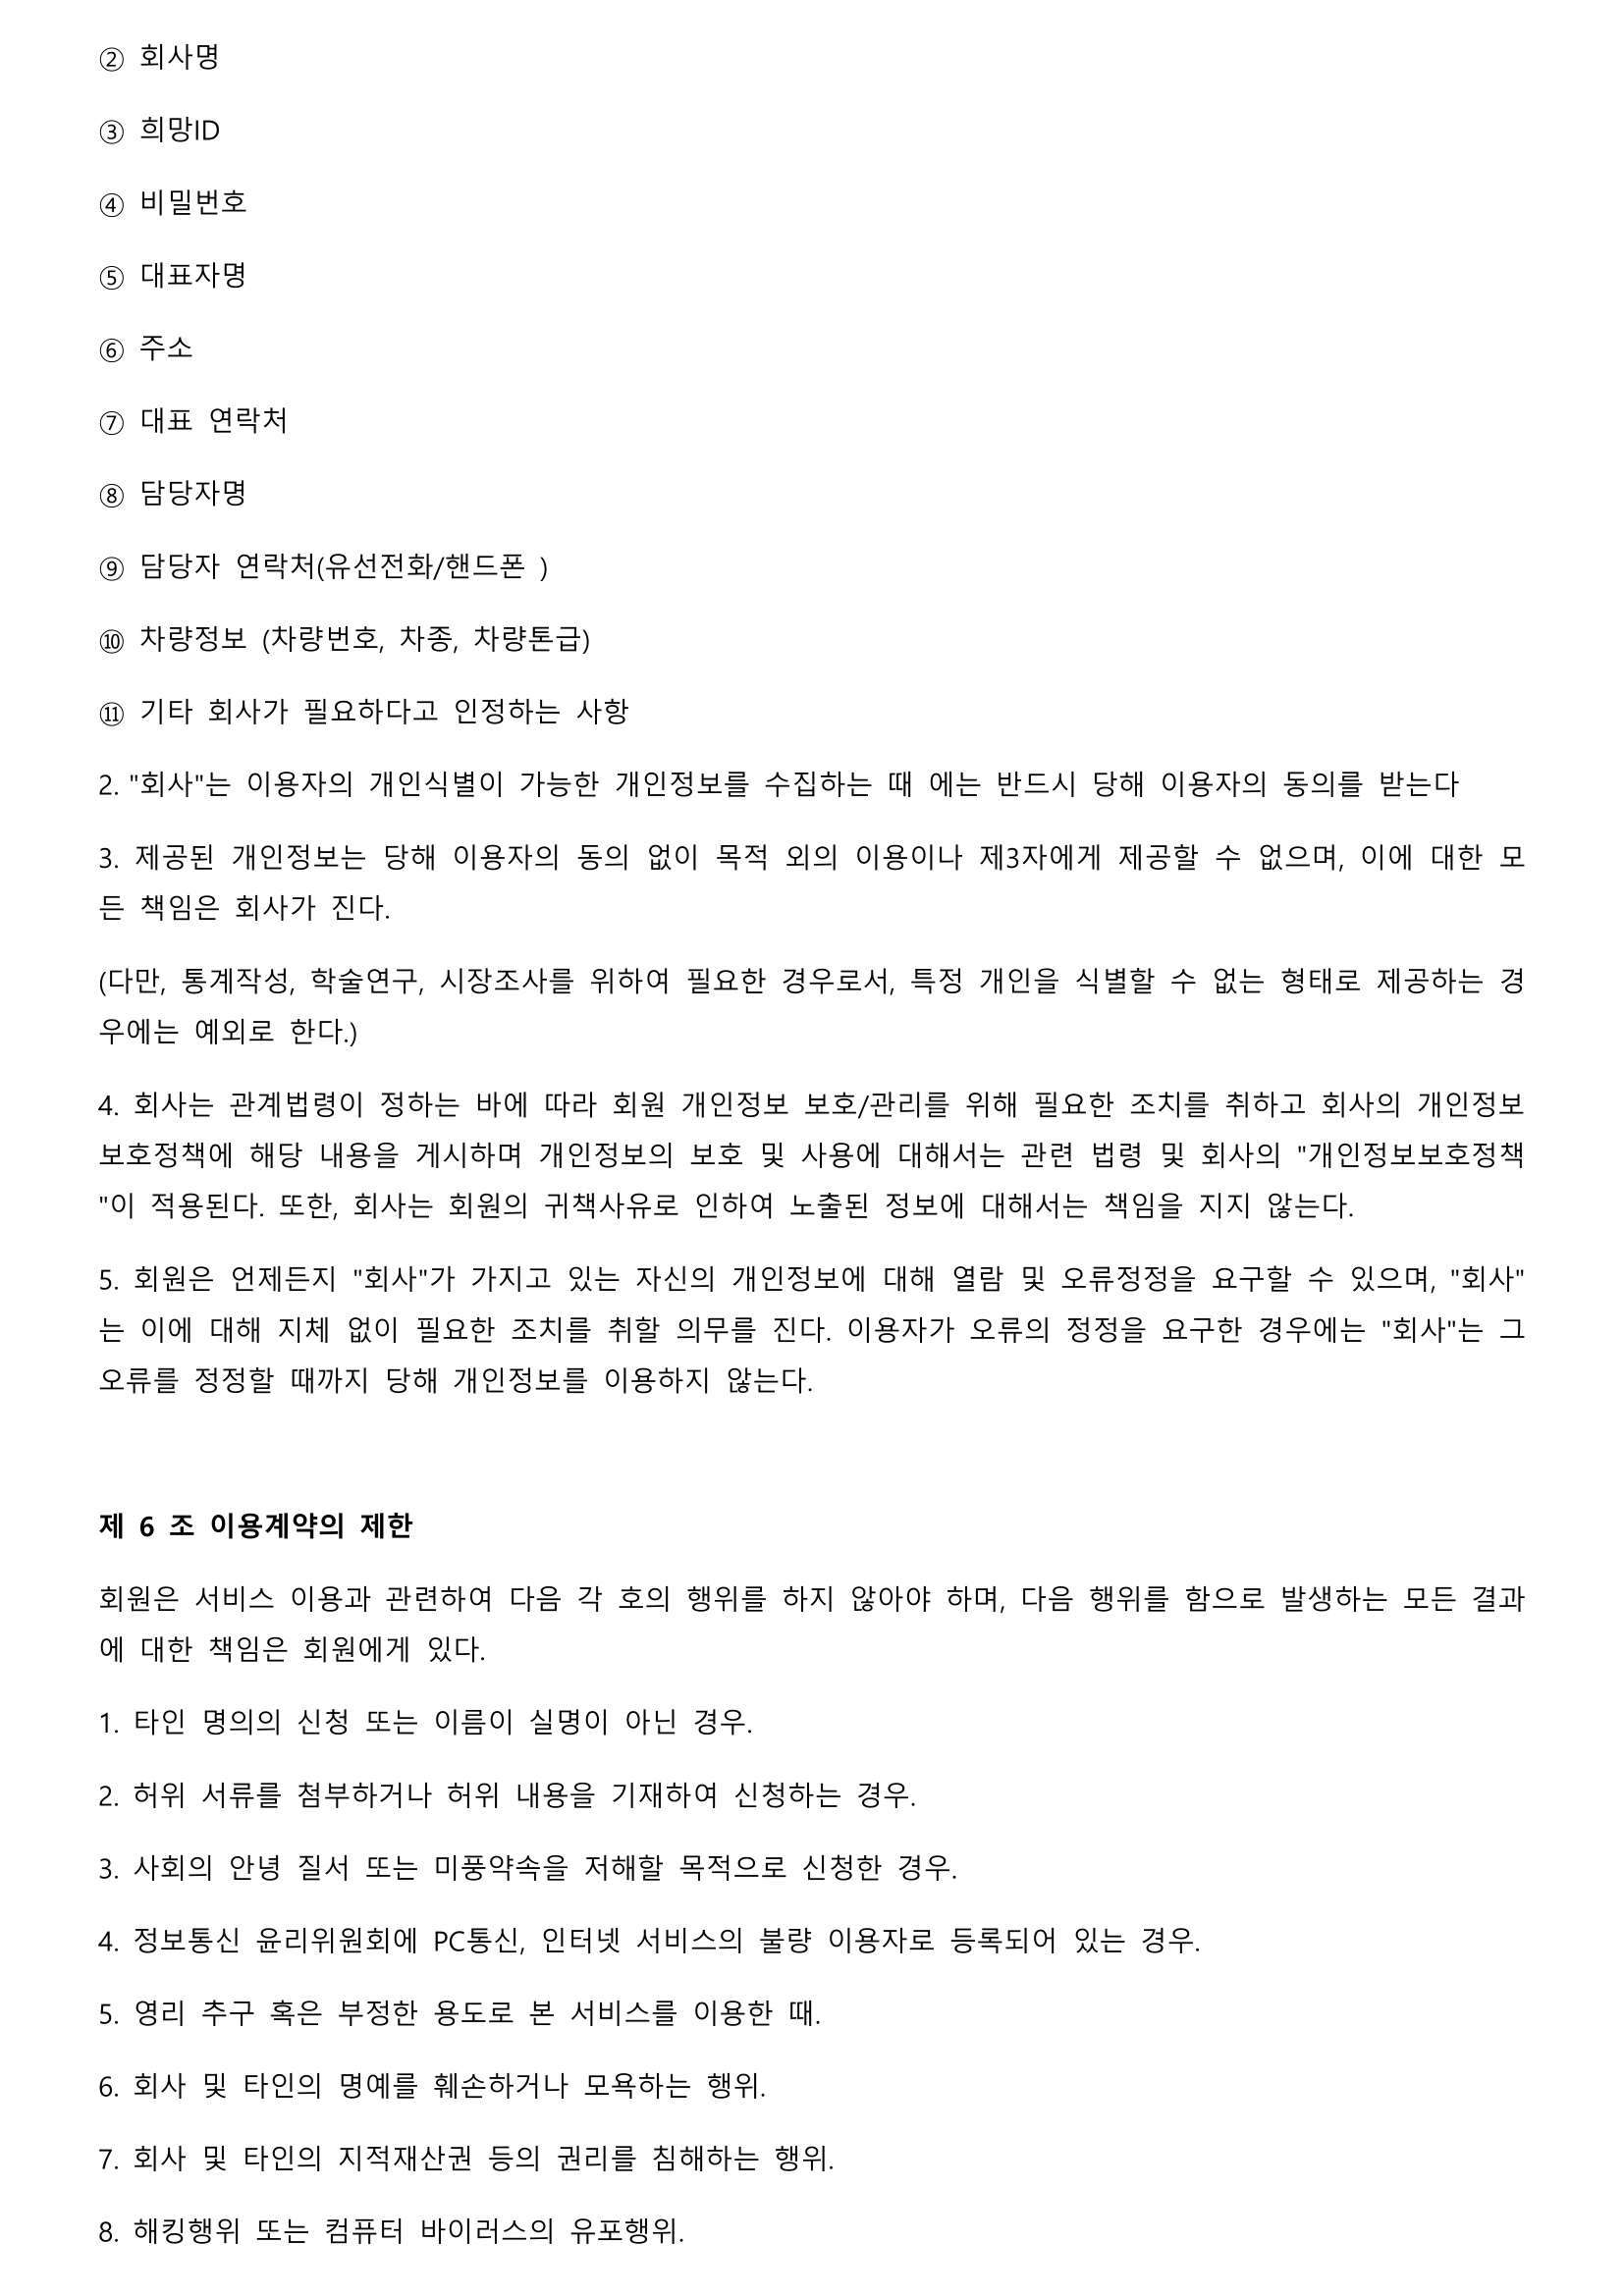 ② 회사명
③ 희망ID
④ 비밀번호
⑤ 대표자명
⑥ 주소
⑦ 대표 연락처
⑧ 담당자명
⑨ 담당자 연락처(유선전화/핸드폰 )
⑩ 차량정보 (차량번호, 차종, 차량톤급)
⑪ 기타 회사가 필요하다고 인정하는 사항
2. "회사"는 이용자의 개인식별이 가능한 개인정보를 수집하는 때 에는 반드시 당해 이용자의 동의를 받는다
3. 제공된 개인정보는 당해 이용자의 동의 없이 목적 외의 이용이나 제3자에게 제공할 수 없으며, 이에 대한 모
든 책임은 회사가 진다.
(다만, 통계작성, 학술연구, 시장조사를 위하여 필요한 경우로서, 특정 개인을 식별할 수 없는 형태로 제공하는 경
우에는 예외로 한다.)
4. 회사는 관계법령이 정하는 바에 따라 회원 개인정보 보호/관리를 위해 필요한 조치를 취하고 회사의 개인정보
보호정책에 해당 내용을 게시하며 개인정보의 보호 및 사용에 대해서는 관련 법령 및 회사의 "개인정보보호정책
"이 적용된다. 또한, 회사는 회원의 귀책사유로 인하여 노출된 정보에 대해서는 책임을 지지 않는다.
5. 회원은 언제든지 "회사"가 가지고 있는 자신의 개인정보에 대해 열람 및 오류정정을 요구할 수 있으며, "회사"
는 이에 대해 지체 없이 필요한 조치를 취할 의무를 진다. 이용자가 오류의 정정을 요구한 경우에는 "회사"는 그
오류를 정정할 때까지 당해 개인정보를 이용하지 않는다.
제 6 조 이용계약의 제한
회원은 서비스 이용과 관련하여 다음 각 호의 행위를 하지 않아야 하며, 다음 행위를 함으로 발생하는 모든 결과
에 대한 책임은 회원에게 있다.
1. 타인 명의의 신청 또는 이름이 실명이 아닌 경우.
2. 허위 서류를 첨부하거나 허위 내용을 기재하여 신청하는 경우.
3. 사회의 안녕 질서 또는 미풍약속을 저해할 목적으로 신청한 경우.
4. 정보통신 윤리위원회에 PC통신, 인터넷 서비스의 불량 이용자로 등록되어 있는 경우.
5. 영리 추구 혹은 부정한 용도로 본 서비스를 이용한 때.
6. 회사 및 타인의 명예를 훼손하거나 모욕하는 행위.
7. 회사 및 타인의 지적재산권 등의 권리를 침해하는 행위.
8. 해킹행위 또는 컴퓨터 바이러스의 유포행위.